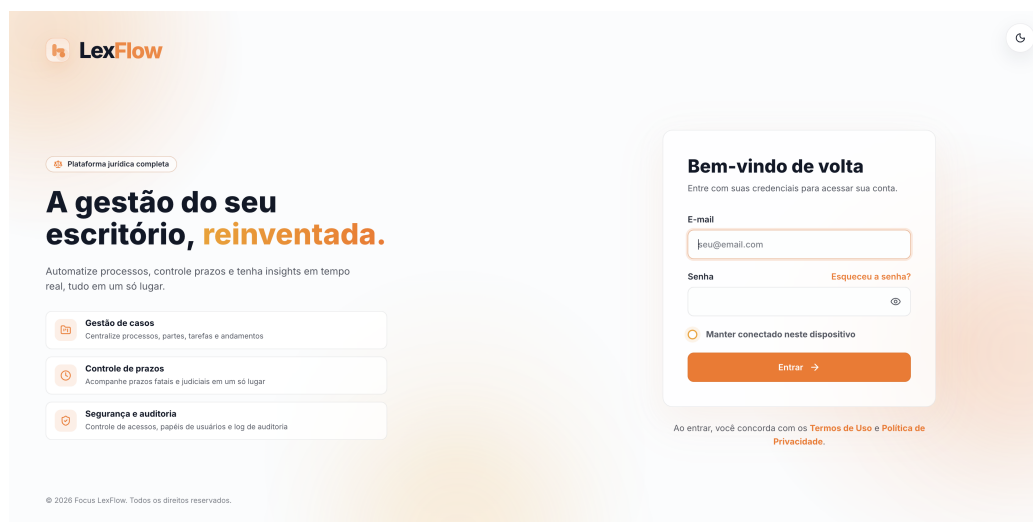 LexFlow
Plataforma jurídica completa
A gestão do seu
escritório, reinventada.
Automatize processos, controle prazos e tenha insights em tempo
real, tudo em um só lugar.
Gestão de casos
Centralize processos, partes, tarefas e andamentos
Controle de prazos
Acompanhe prazos fatais e judiciais em um só lugar
Segurança e auditoria
Controle de acessos, papéis de usuários e log de auditoria
© 2026 Focus LexFlow. Todos os direitos reservados.
Bem-vindo de volta
Entre com suas credenciais para acessar sua conta.
E-mail
seu@email.com
Senha Esqueceu a senha?
Manter conectado neste dispositivo
Entrar
Ao entrar, você concorda com os Termos de Uso e Política de
Privacidade.